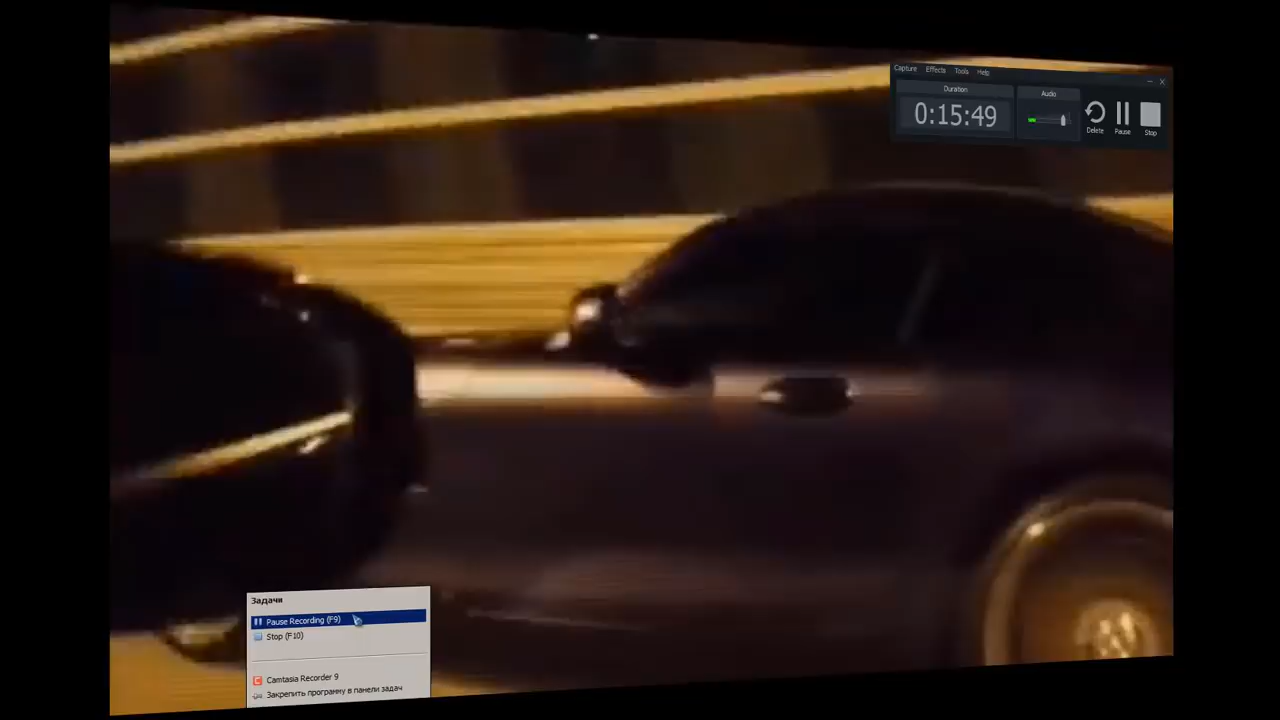 Capture Effects Tools Help
Duration
Audio
0:15:49
Delete
Pause
Stop
Задачи
Pause Recording (F9)
Stop (F10)
Camtasia Recorder 9
Закрепить программу в панели задач